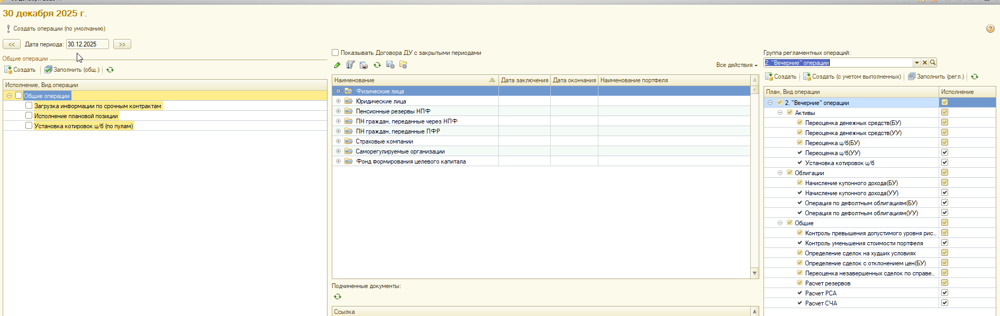 30 декабря 2025 г.
Создать операции (по умолчанию)
<< Дата периода: 30.12.2025 >>
Общие операции
Создать Заполнить (общ.)
Исполнение, Вид операции
Общие операции
Загрузка информации по срочным контрактам
Исполнение плановой позиции
Установка котировок ц/б (по пулам)
Показывать Договора ДУ с закрытыми периодами
Все действия
Наименование Дата заключения Дата окончания Наименование портфеля
Физические лица
Юридические лица
Пенсионные резервы НПФ
ПН граждан, переданные через НПФ
ПН граждан, переданные ПФР
Страховые компании
Саморегулируемые организации
Фонд формирования целевого капитала
Подчиненные документы:
Ссылка
?
Группа регламентных операций:
2. "Вечерние" операции
Создать Создать (с учетом выполненных) Заполнить (регл.)
План, Вид операции Исполнение
2. "Вечерние" операции
Активы
Переоценка денежных средств(БУ)
Переоценка денежных средств(УУ)
Переоценка ц/б(БУ)
Переоценка ц/б(УУ)
Установка котировок ц/б
Облигации
Начисление купонного дохода(БУ)
Начисление купонного дохода(УУ)
Операция по дефолтным облигациям(БУ)
Операция по дефолтным облигациям(УУ)
Общие
Контроль превышения допустимого уровня рис...
Контроль уменьшения стоимости портфеля
Определение сделок на худших условиях
Определение сделок с отклонением цен(БУ)
Переоценка незавершенных сделок по справе...
Расчет резервов
Расчет РСА
Расчет СЧА